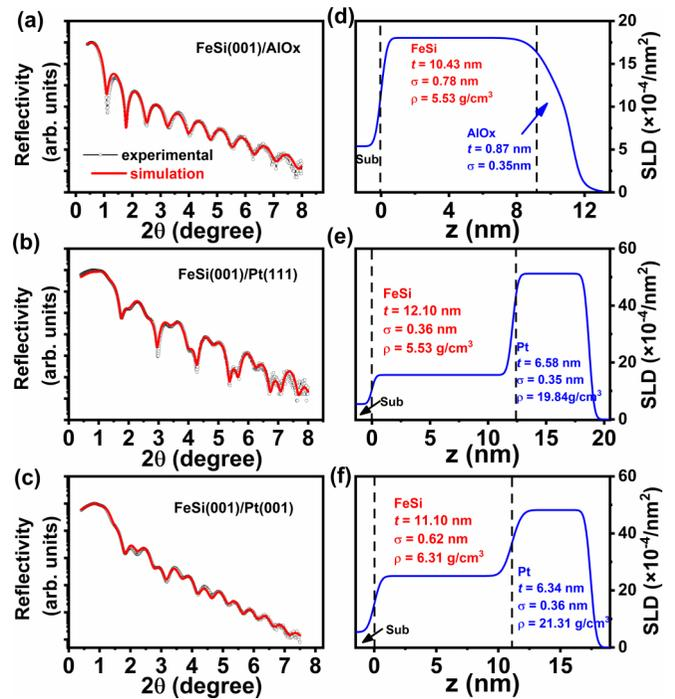 (a)
FeSi(001)/AlOx
experimental
simulation
Reflectivity
(arb. units)
0 1 2 3 4 5 6 7 8
2θ (degree)
(d)
FeSi
t = 10.43 nm
σ = 0.78 nm
ρ = 5.53 g/cm³
AlOx
t = 0.87 nm
σ = 0.35nm
Sub
0 4 8 12
z (nm)
20
15
10
5
0
SLD (×10⁻⁴/nm²)
(b)
FeSi(001)/Pt(111)
Reflectivity
(arb. units)
0 1 2 3 4 5 6 7 8
2θ (degree)
(e)
FeSi
t = 12.10 nm
σ = 0.36 nm
ρ = 5.53 g/cm³
Pt
t = 6.58 nm
σ = 0.35 nm
ρ = 19.84g/cm³
Sub
0 5 10 15 20
z (nm)
60
40
20
0
SLD (×10⁻⁴/nm²)
(c)
FeSi(001)/Pt(001)
Reflectivity
(arb. units)
0 1 2 3 4 5 6 7 8
2θ (degree)
(f)
FeSi
t = 11.10 nm
σ = 0.62 nm
ρ = 6.31 g/cm³
Pt
t = 6.34 nm
σ = 0.36 nm
ρ = 21.31 g/cm³
Sub
0 5 10 15
z (nm)
60
40
20
0
SLD (×10⁻⁴/nm²)